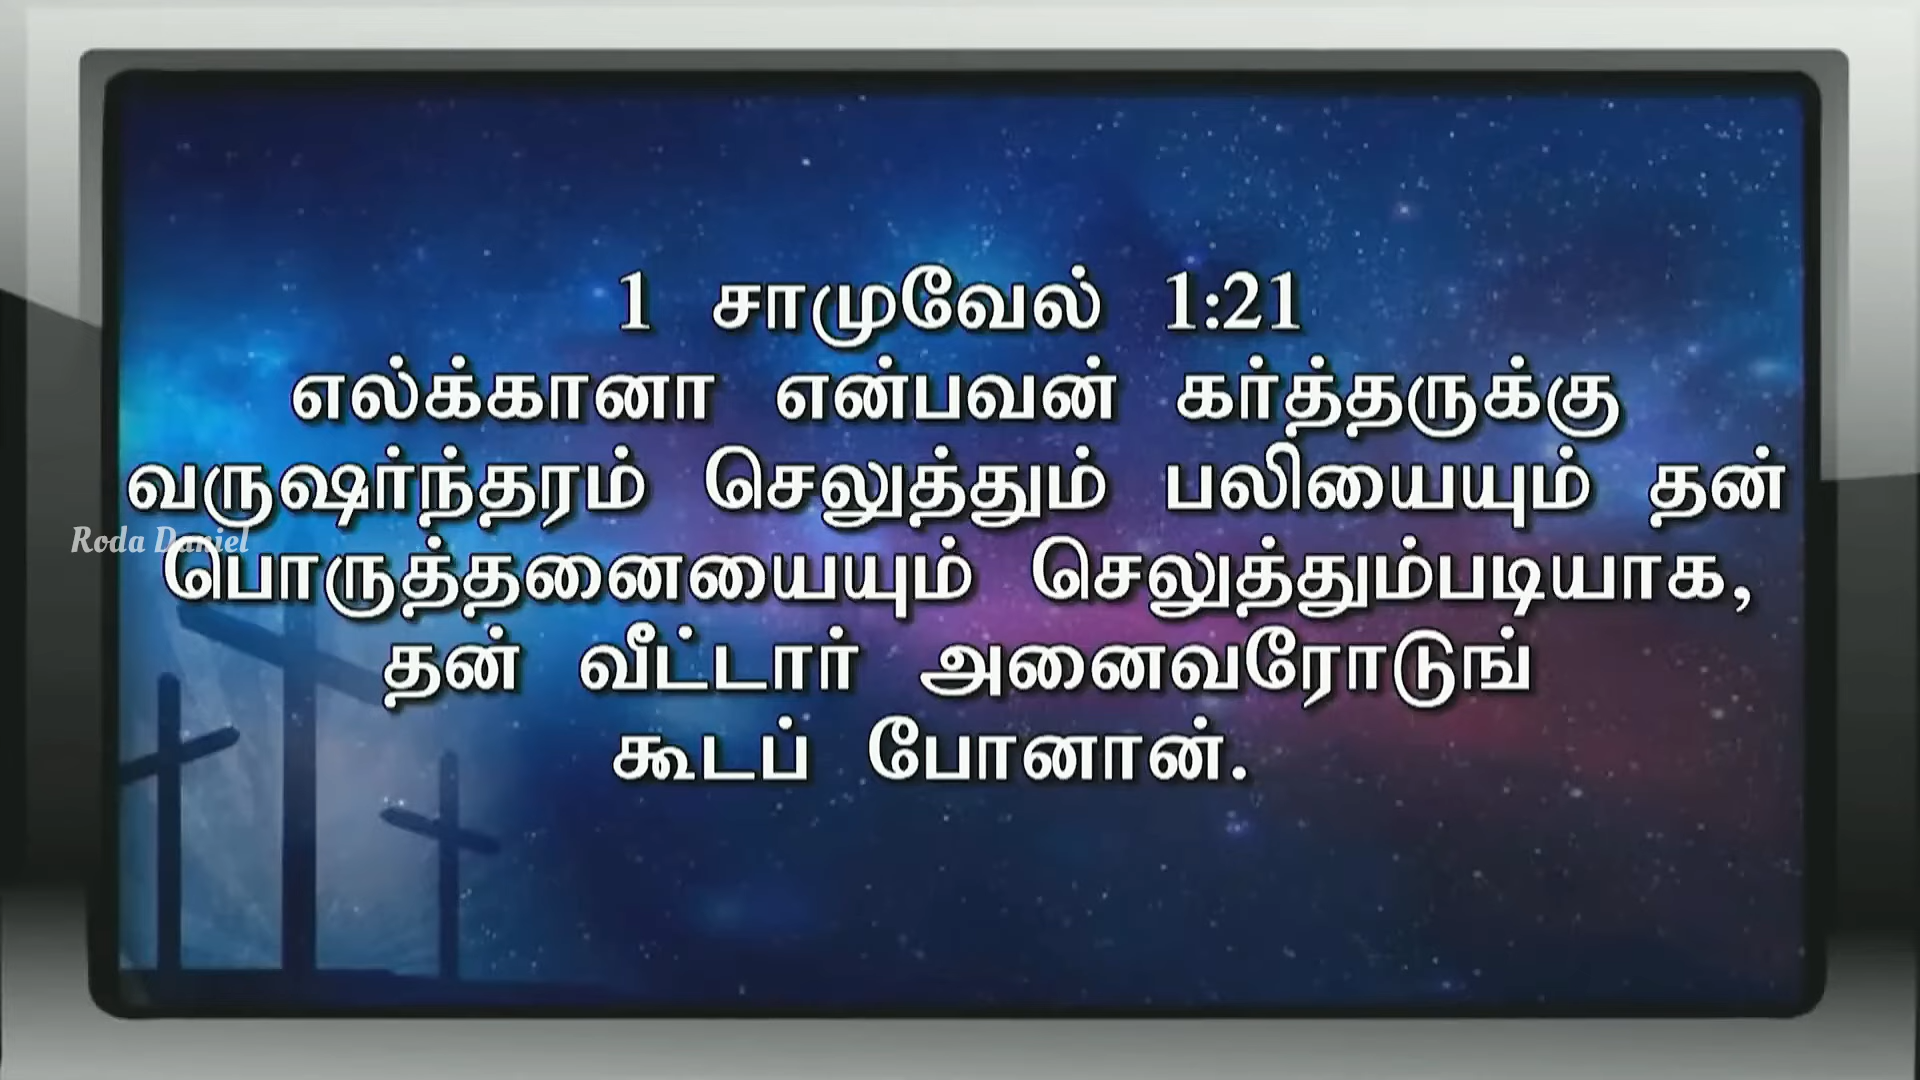 1 சாமுவேல் 1:21
எல்க்கானா என்பவன் கர்த்தருக்கு
வருஷர்ந்தரம் செலுத்தும் பலியையும் தன்
Roda Daniel
பொருத்தனையையும் செலுத்தும்படியாக,
தன் வீட்டார் அனைவரோடுங்
கூடப் போனான்.